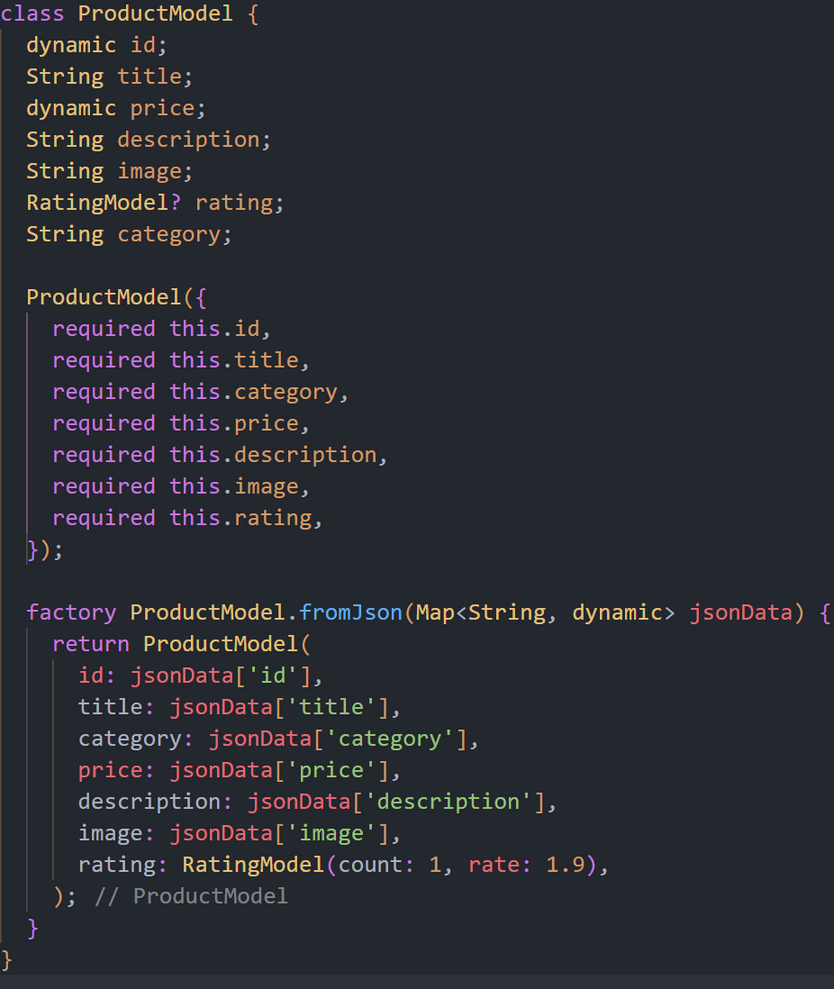 class ProductModel {
  dynamic id;
  String title;
  dynamic price;
  String description;
  String image;
  RatingModel? rating;
  String category;

  ProductModel({
    required this.id,
    required this.title,
    required this.category,
    required this.price,
    required this.description,
    required this.image,
    required this.rating,
  });

  factory ProductModel.fromJson(Map<String, dynamic> jsonData) {
    return ProductModel(
      id: jsonData['id'],
      title: jsonData['title'],
      category: jsonData['category'],
      price: jsonData['price'],
      description: jsonData['description'],
      image: jsonData['image'],
      rating: RatingModel(count: 1, rate: 1.9),
    ); // ProductModel
  }
}